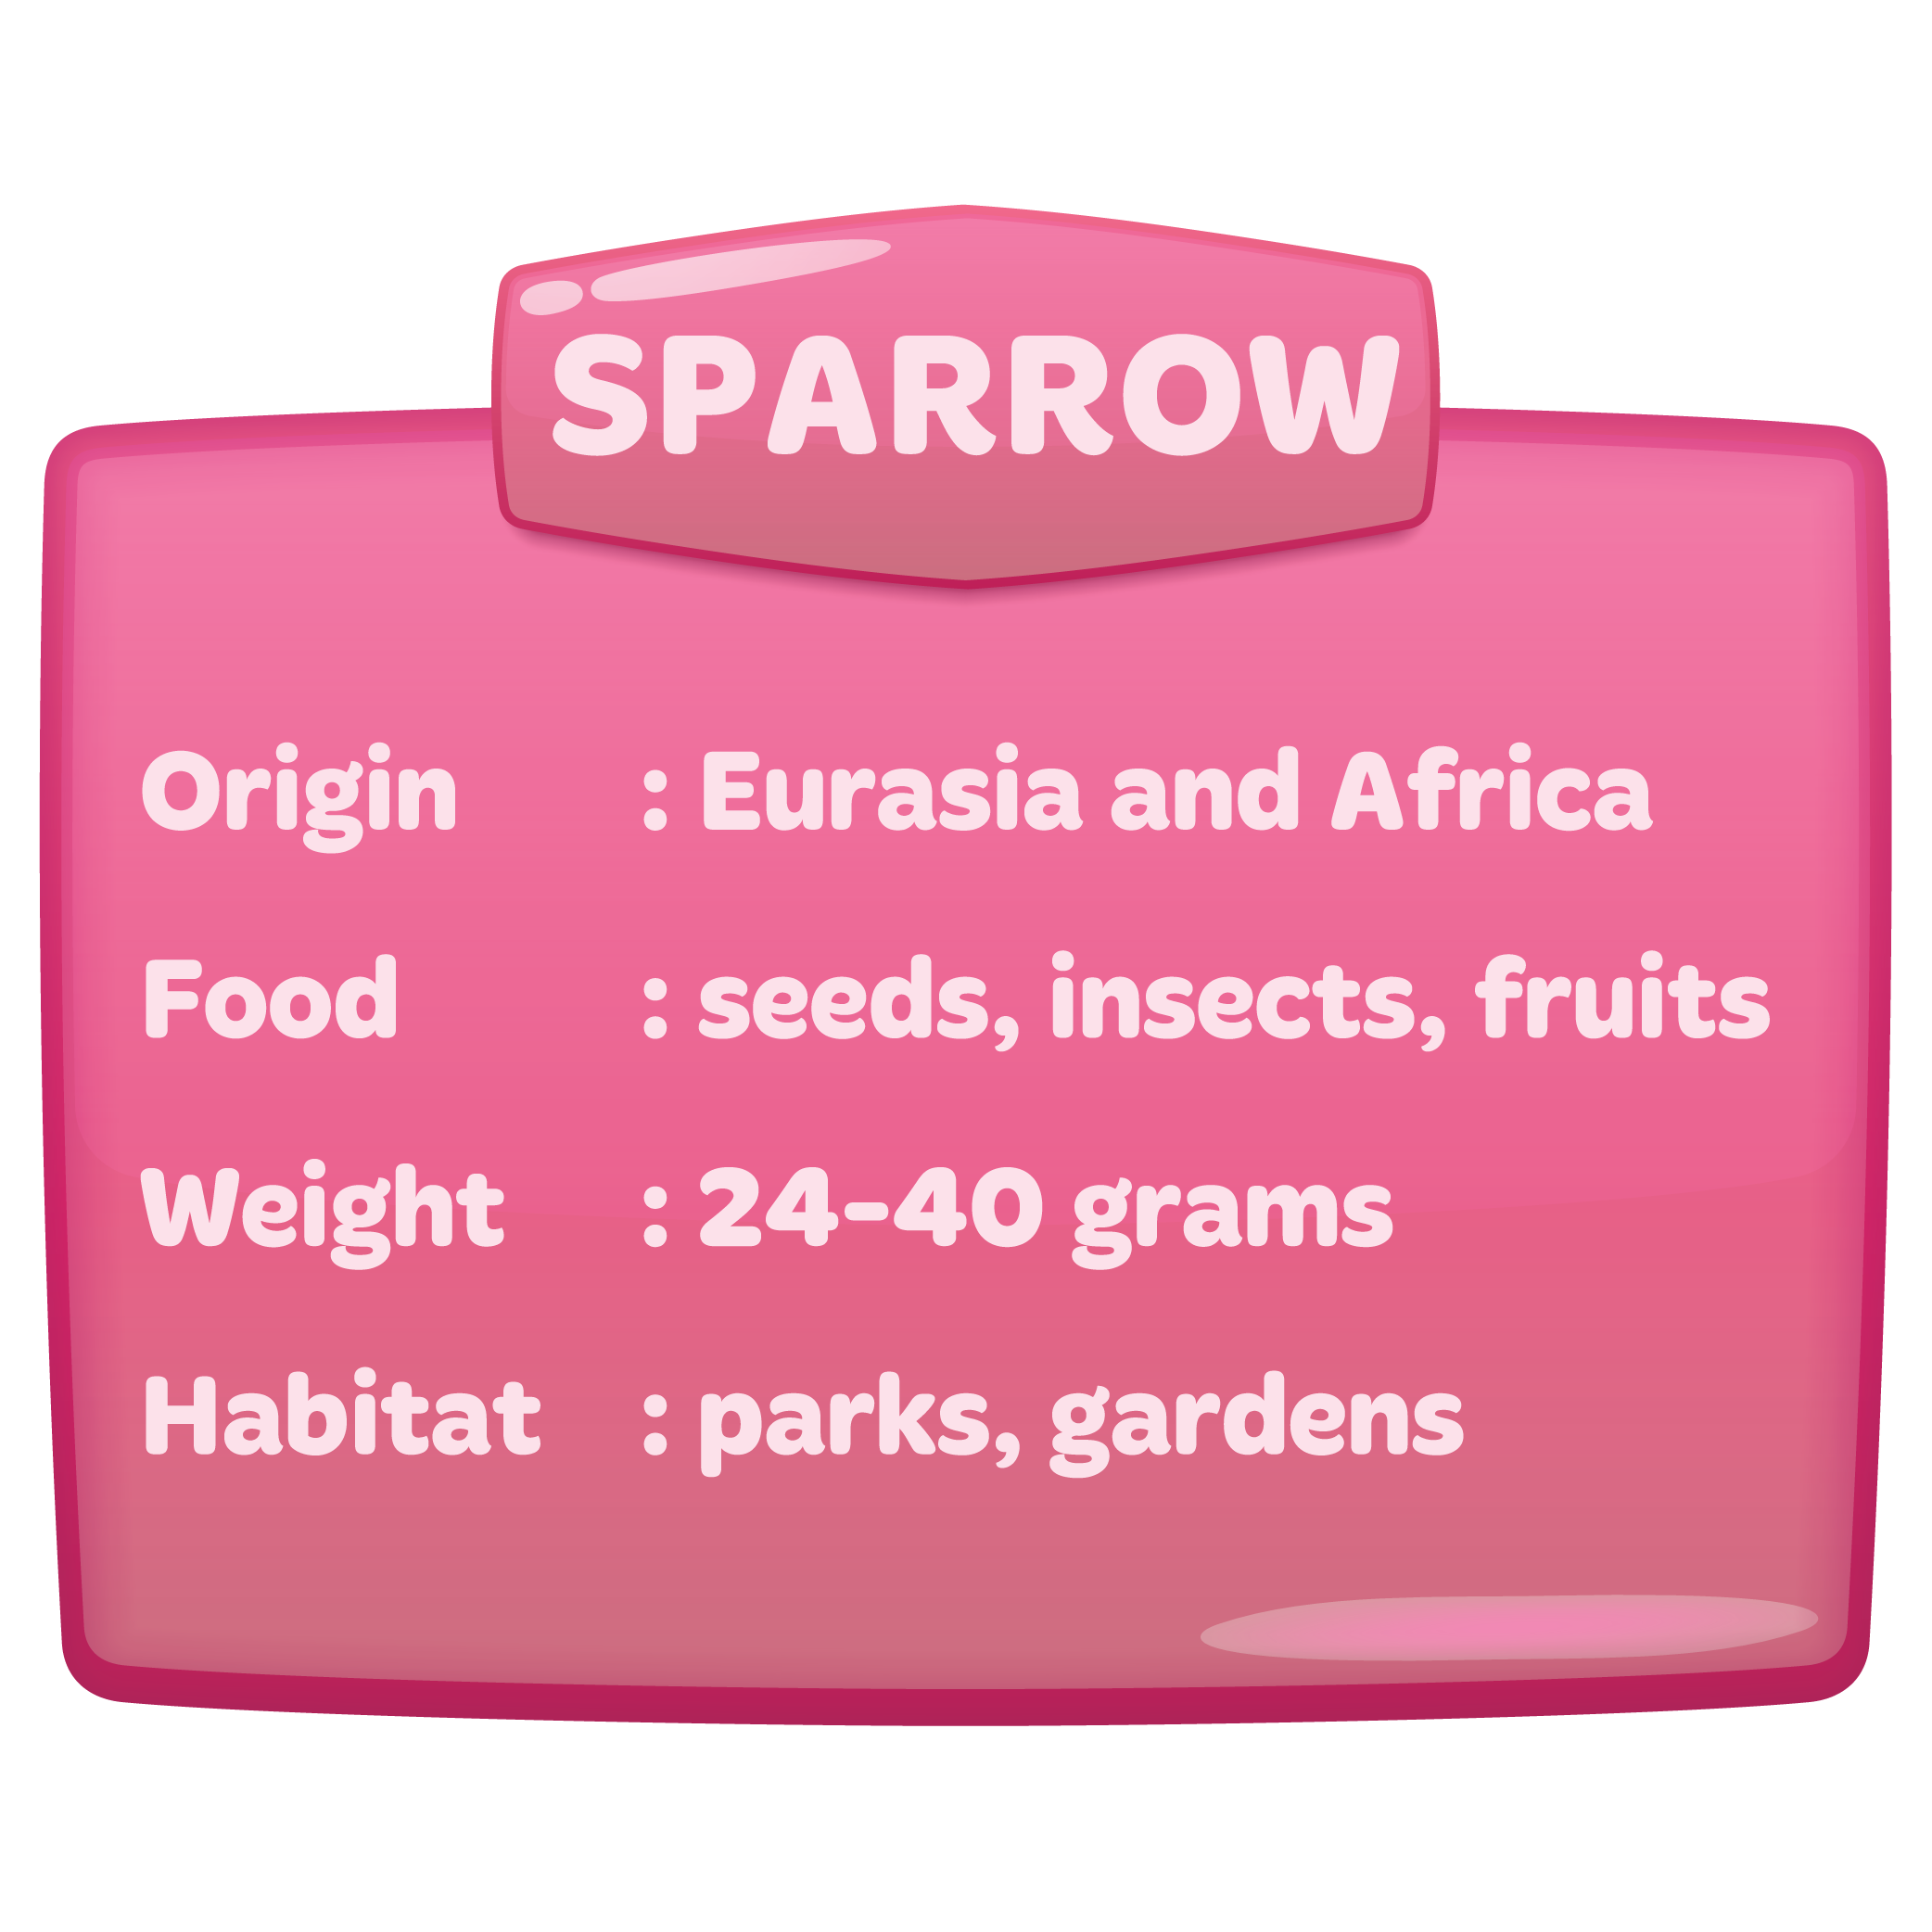 SPARROW
Origin : Eurasia and Africa
Food : seeds, insects, fruits
Weight : 24-40 grams
Habitat : parks, gardens